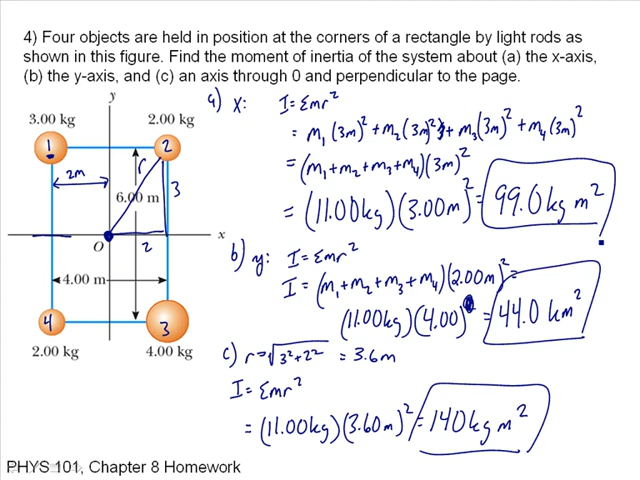 4) Four objects are held in position at the corners of a rectangle by light rods as
shown in this figure. Find the moment of inertia of the system about (a) the x-axis,
(b) the y-axis, and (c) an axis through 0 and perpendicular to the page.
y
3.00 kg
2.00 kg
1
2
2m
r
6.00 m
3
O
2
x
4.00 m
4
3
2.00 kg
4.00 kg
a) x: I = Σmr²
= m₁(3m)² + m₂(3m)² + m₃(3m)² + m₄(3m)²
= (m₁+m₂+m₃+m₄)(3m)²
= (11.00kg)(3.00m)² = 99.0 kg m²
b) y: I = Σmr²
I = (m₁+m₂+m₃+m₄)(2.00m)² =
(11.00kg)(4.00) = 44.0 km²
c) r = √3²+2² = 3.6m
I = Σmr²
= (11.00kg)(3.60m)² = 140 kg m²
PHYS 101, Chapter 8 Homework